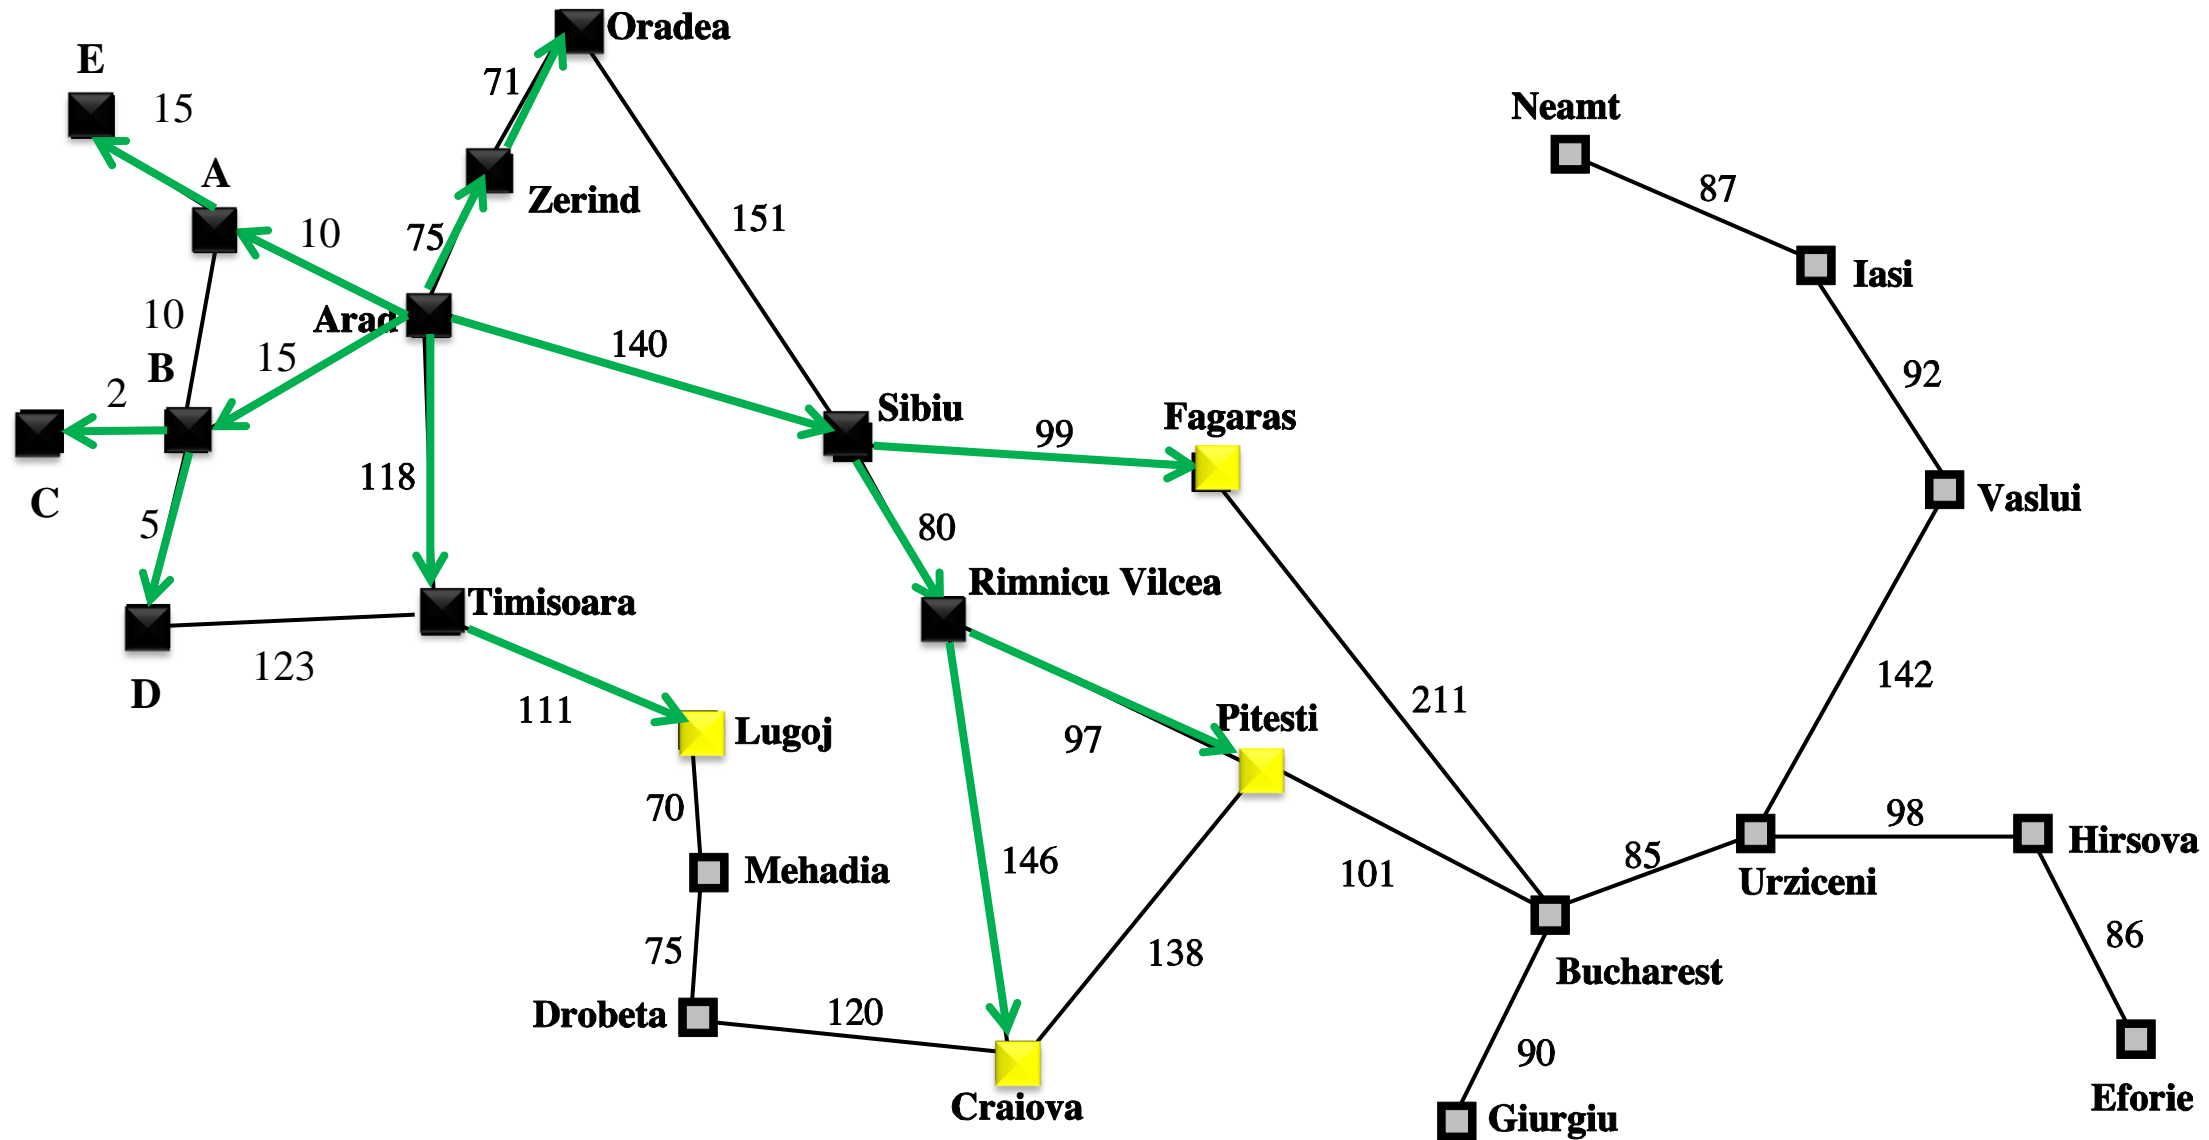 Oradea
E
71
15
Neamt
A
Zerind
87
151
10
75
Iasi
10
Arad
140
B
15
92
2
Sibiu
Fagaras
99
118
C
5
80
Vaslui
Rimnicu Vilcea
Timisoara
123
D
142
111
211
Pitesti
Lugoj
97
70
98
Hirsova
146
85
Mehadia
101
Urziceni
86
75
138
Bucharest
Drobeta
120
90
Eforie
Craiova
Giurgiu